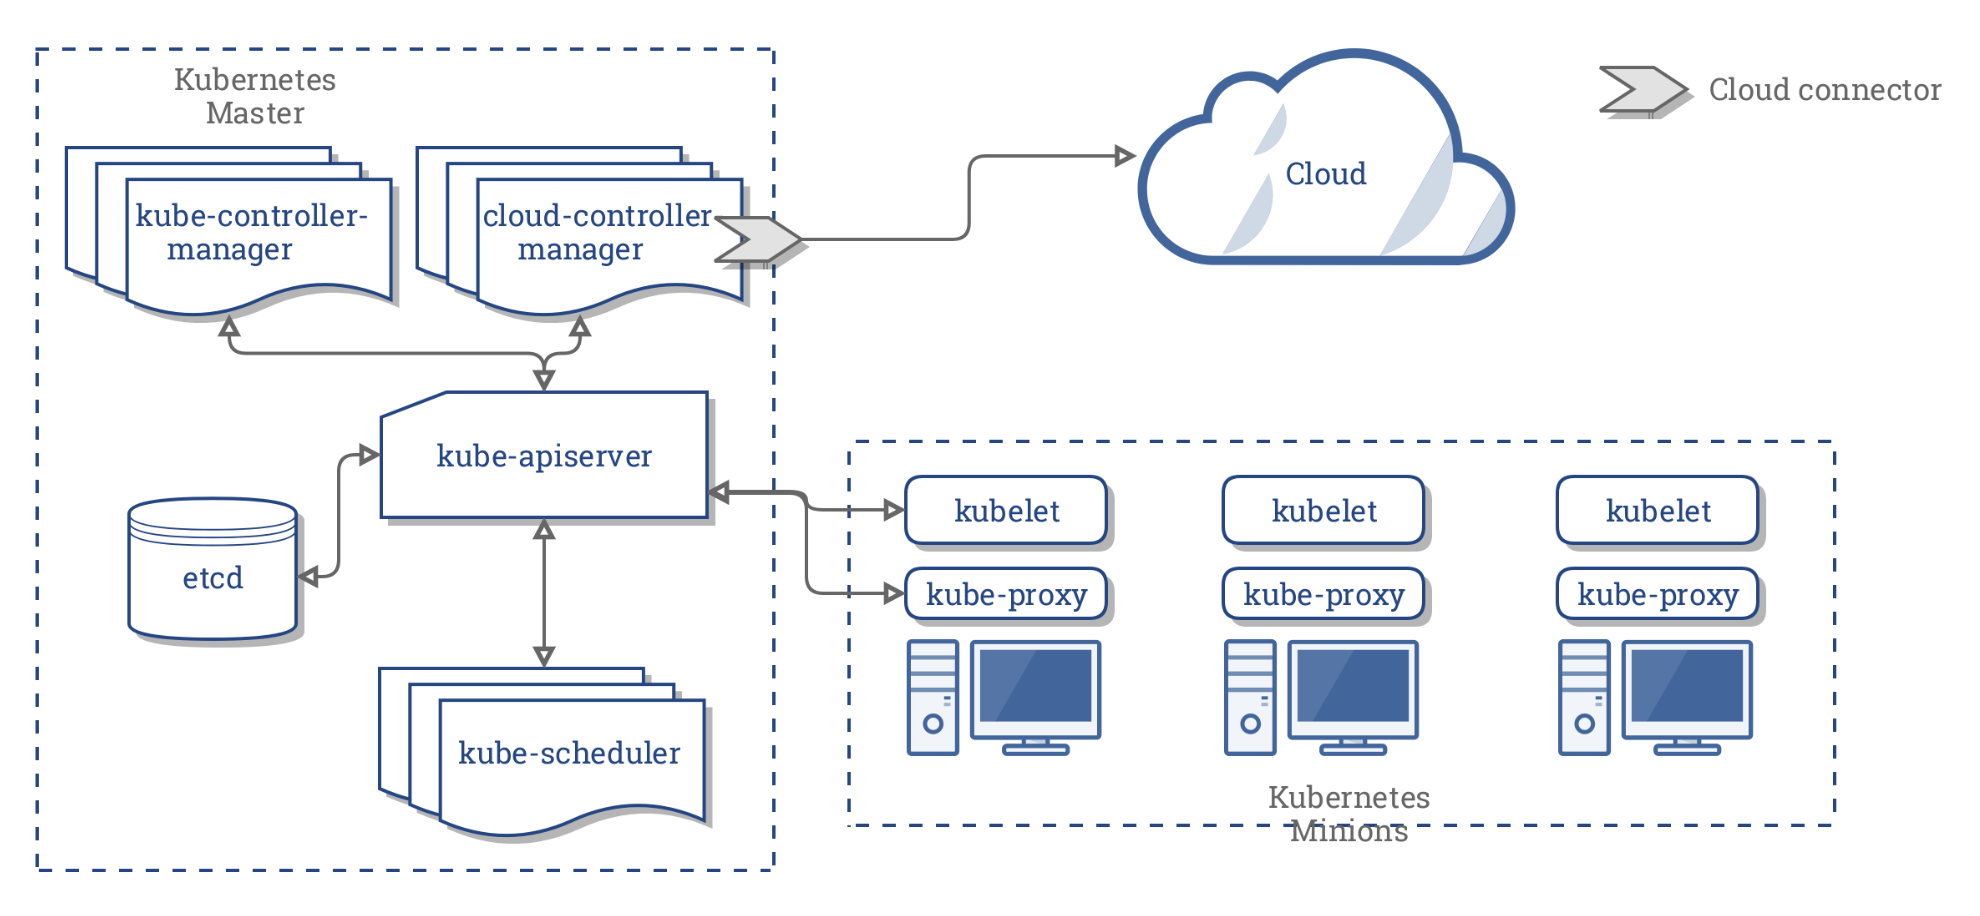 Kubernetes
Master
Cloud connector
Cloud
kube-controller-
manager
cloud-controller
manager
kube-apiserver
etcd
kube-scheduler
kubelet
kubelet
kubelet
kube-proxy
kube-proxy
kube-proxy
Kubernetes
Minions